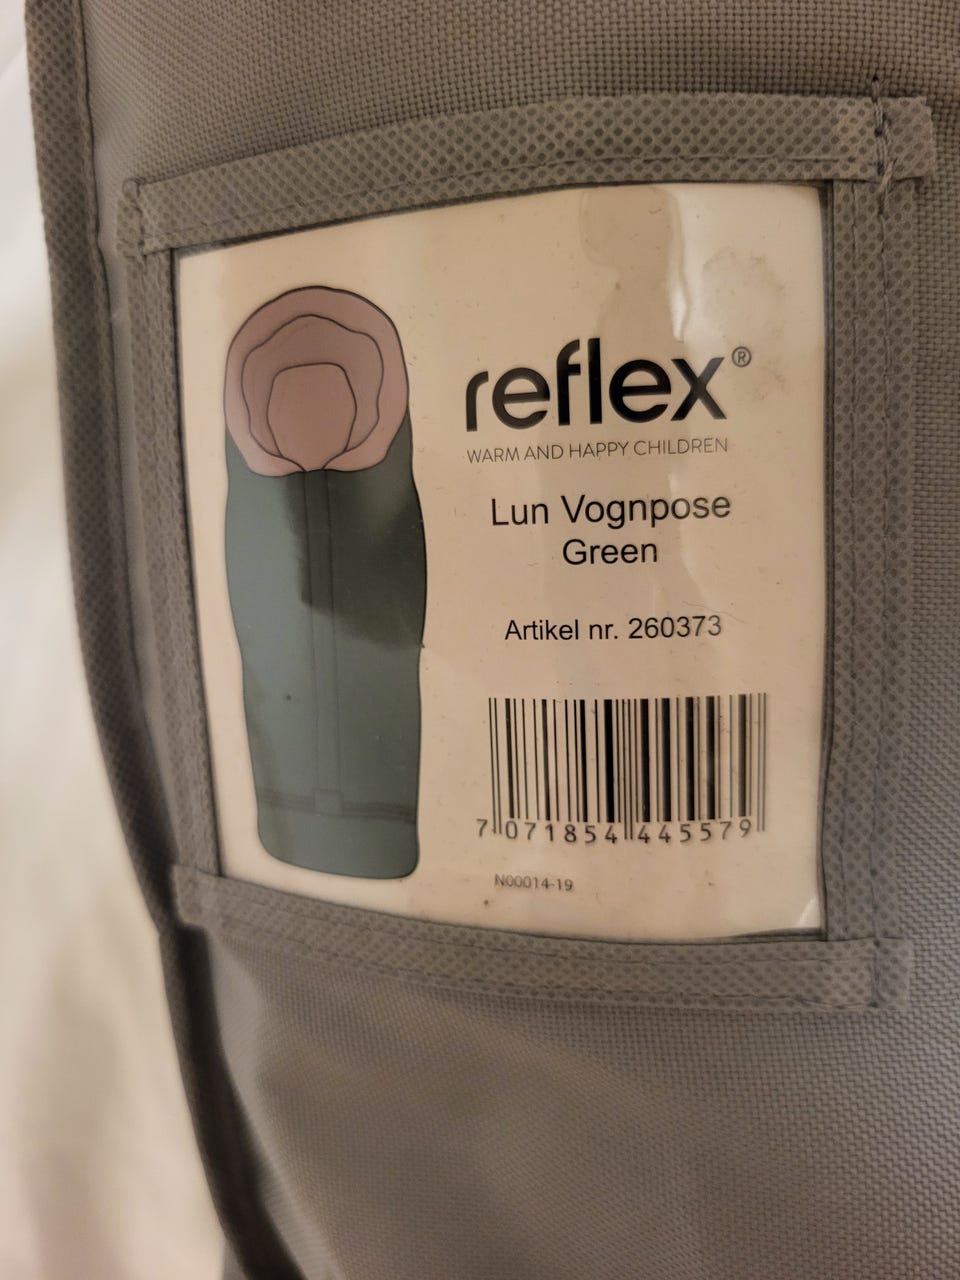 reflex®
WARM AND HAPPY CHILDREN
Lun Vognpose
Green
Artikel nr. 260373
7 071854 445579
N00014-19